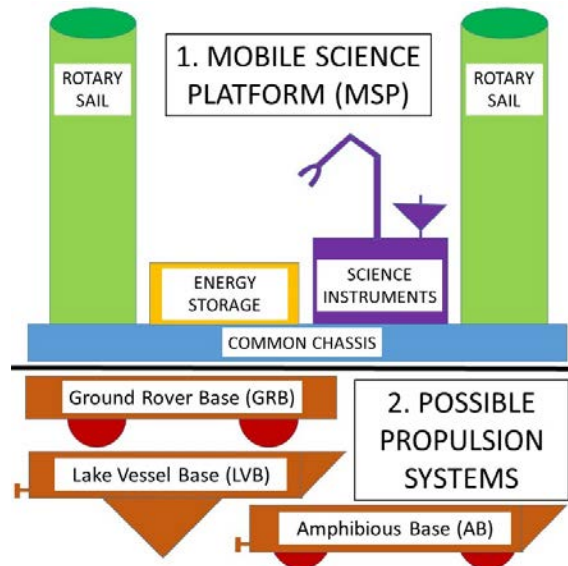 ROTARY
SAIL
1. MOBILE SCIENCE
PLATFORM (MSP)
ROTARY
SAIL
ENERGY
STORAGE
SCIENCE
INSTRUMENTS
COMMON CHASSIS
Ground Rover Base (GRB)
2. POSSIBLE
PROPULSION
SYSTEMS
Lake Vessel Base (LVB)
Amphibious Base (AB)